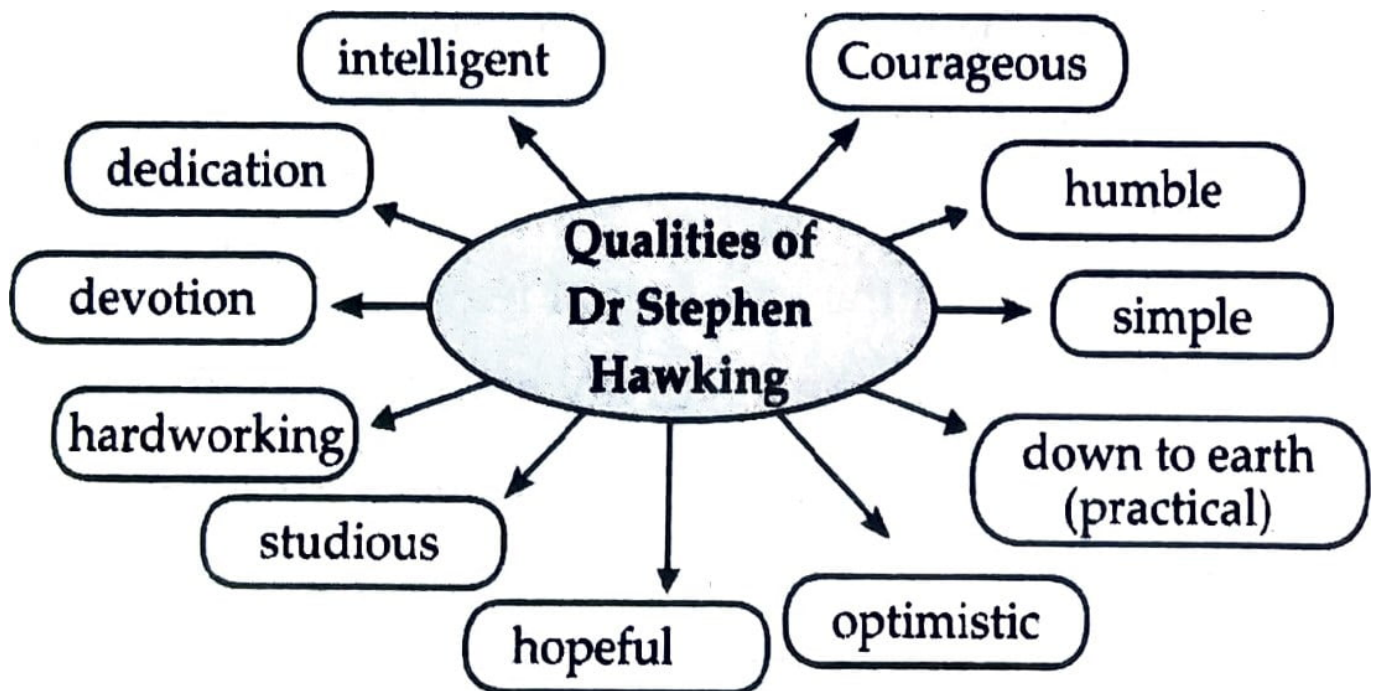 intelligent
Courageous
dedication
humble
devotion
Qualities of
Dr Stephen
Hawking
simple
hardworking
down to earth
(practical)
studious
hopeful
optimistic